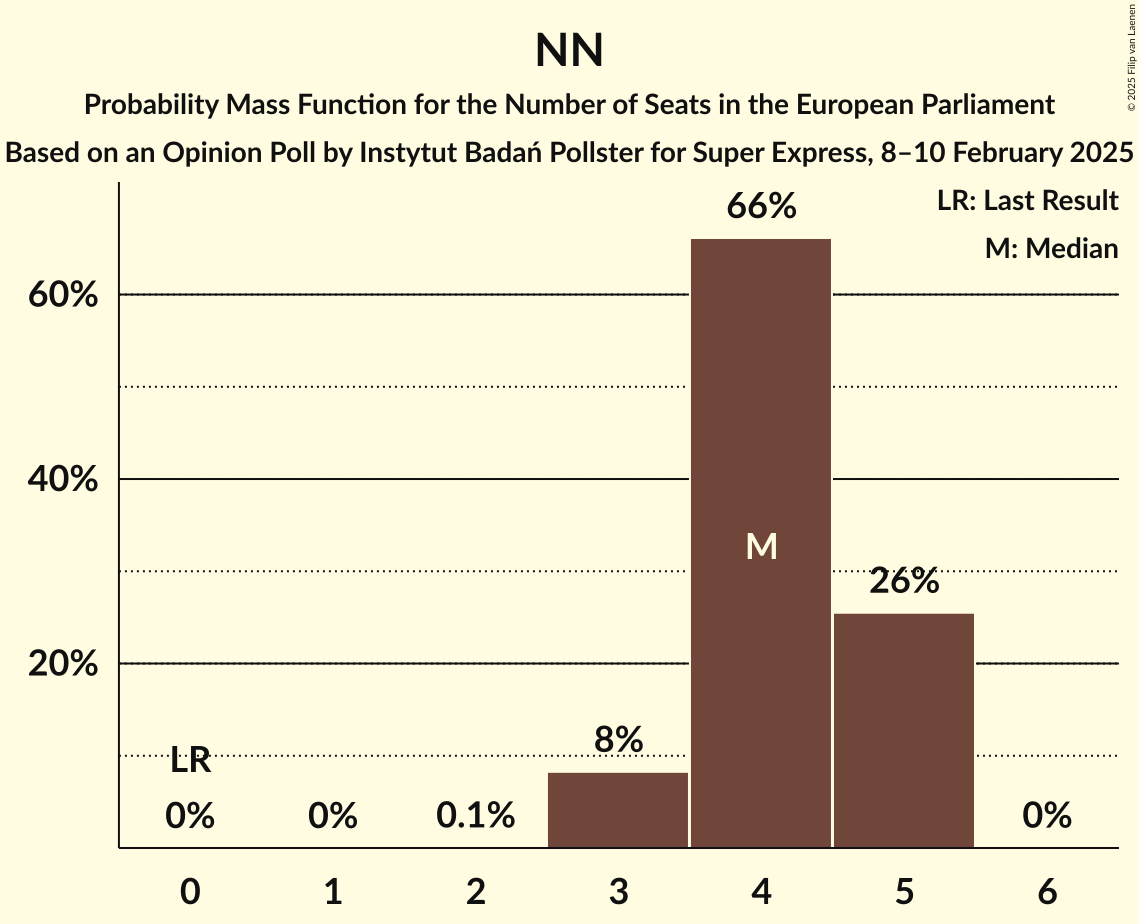 NN
Probability Mass Function for the Number of Seats in the European Parliament
Based on an Opinion Poll by Instytut Badań Pollster for Super Express, 8–10 February 2025
© 2025 Filip van Laenen
LR: Last Result
M: Median
66%
60%
40%
M
26%
20%
8%
LR
0%
0%
0.1%
0%
0
1
2
3
4
5
6